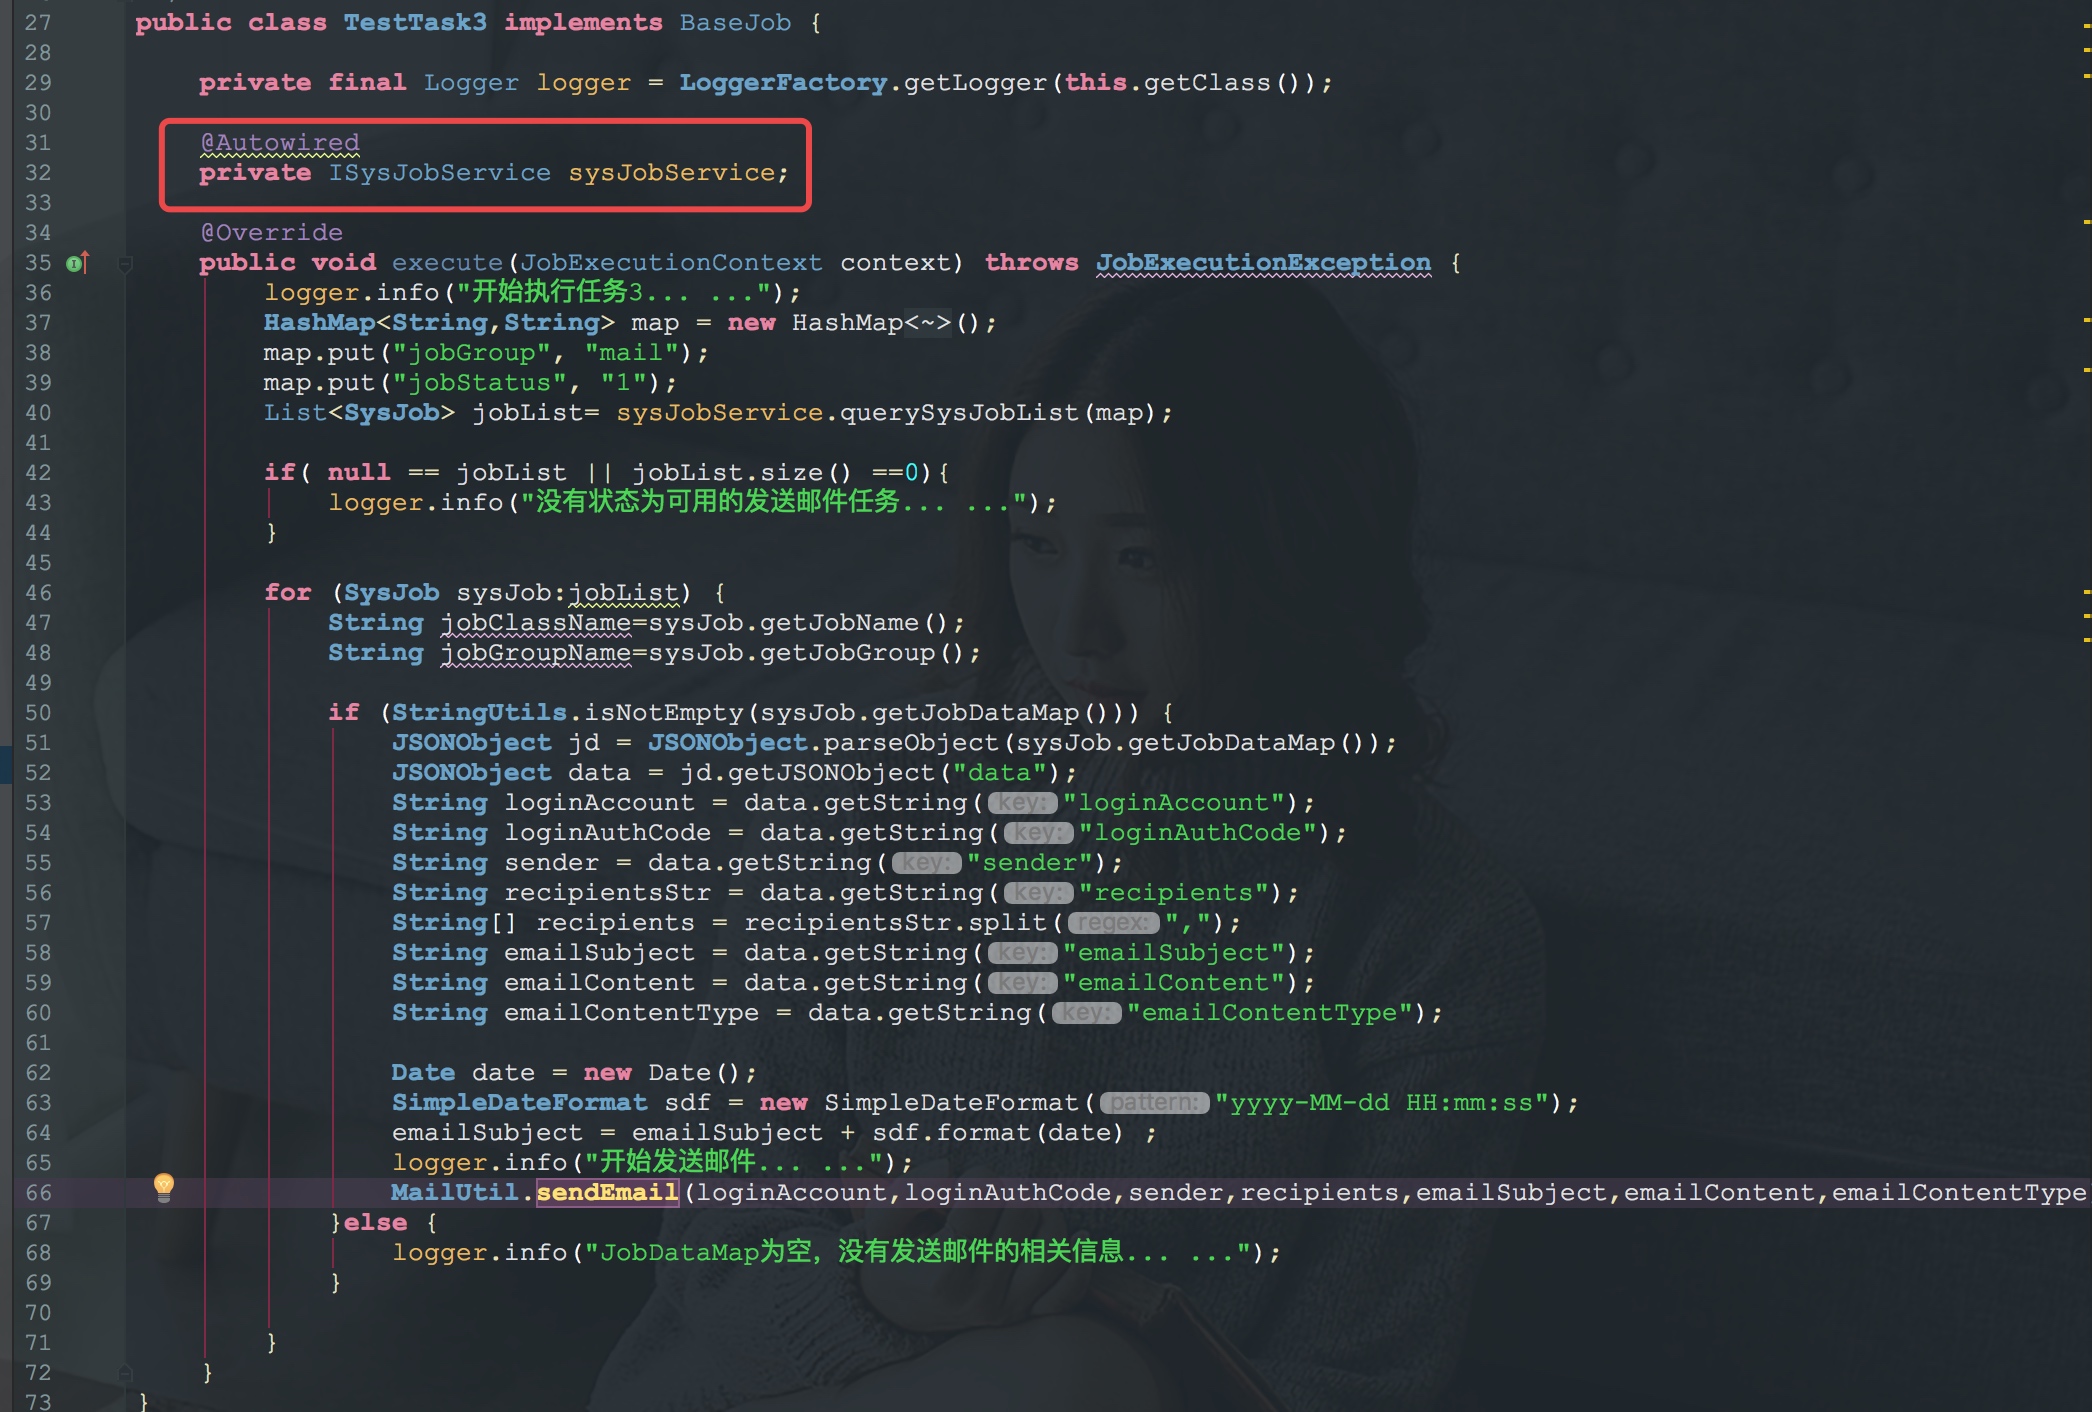 27 public class TestTask3 implements BaseJob {
28
29 private final Logger logger = LoggerFactory.getLogger(this.getClass());
30
31 @Autowired
32 private ISysJobService sysJobService;
33
34 @Override
35 public void execute(JobExecutionContext context) throws JobExecutionException {
36 logger.info("开始执行任务3... ...");
37 HashMap<String,String> map = new HashMap<~>();
38 map.put("jobGroup", "mail");
39 map.put("jobStatus", "1");
40 List<SysJob> jobList= sysJobService.querySysJobList(map);
41
42 if( null == jobList || jobList.size() ==0){
43 logger.info("没有状态为可用的发送邮件任务... ...");
44 }
45
46 for (SysJob sysJob:jobList) {
47 String jobClassName=sysJob.getJobName();
48 String jobGroupName=sysJob.getJobGroup();
49
50 if (StringUtils.isNotEmpty(sysJob.getJobDataMap())) {
51 JSONObject jd = JSONObject.parseObject(sysJob.getJobDataMap());
52 JSONObject data = jd.getJSONObject("data");
53 String loginAccount = data.getString( key: "loginAccount");
54 String loginAuthCode = data.getString( key: "loginAuthCode");
55 String sender = data.getString( key: "sender");
56 String recipientsStr = data.getString( key: "recipients");
57 String[] recipients = recipientsStr.split( regex: ",");
58 String emailSubject = data.getString( key: "emailSubject");
59 String emailContent = data.getString( key: "emailContent");
60 String emailContentType = data.getString( key: "emailContentType");
61
62 Date date = new Date();
63 SimpleDateFormat sdf = new SimpleDateFormat( pattern: "yyyy-MM-dd HH:mm:ss");
64 emailSubject = emailSubject + sdf.format(date) ;
65 logger.info("开始发送邮件... ...");
66 MailUtil.sendEmail(loginAccount,loginAuthCode,sender,recipients,emailSubject,emailContent,emailContentType
67 }else {
68 logger.info("JobDataMap为空，没有发送邮件的相关信息... ...");
69 }
70
71 }
72 }
73 }